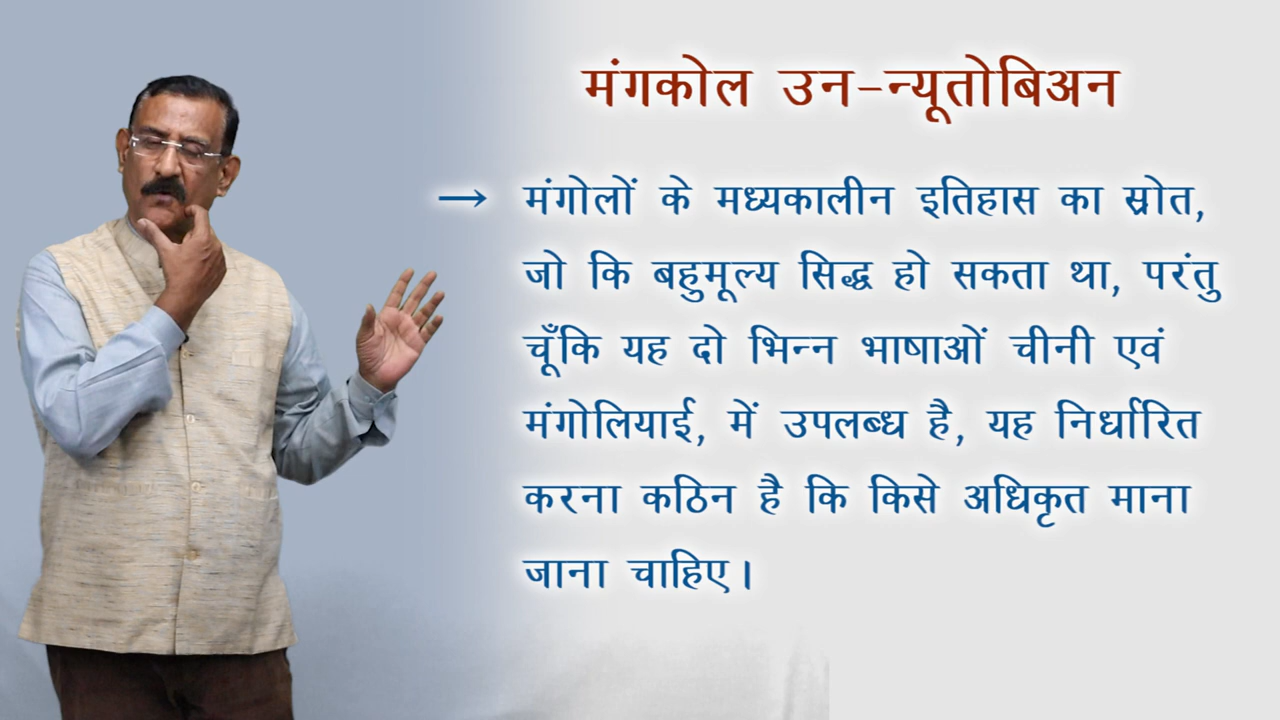 मंगकोल उन-न्यूतोबिअन
→ मंगोलों के मध्यकालीन इतिहास का स्रोत,
जो कि बहुमूल्य सिद्ध हो सकता था, परंतु
चूँकि यह दो भिन्न भाषाओं चीनी एवं
मंगोलियाई, में उपलब्ध है, यह निर्धारित
करना कठिन है कि किसे अधिकृत माना
जाना चाहिए।